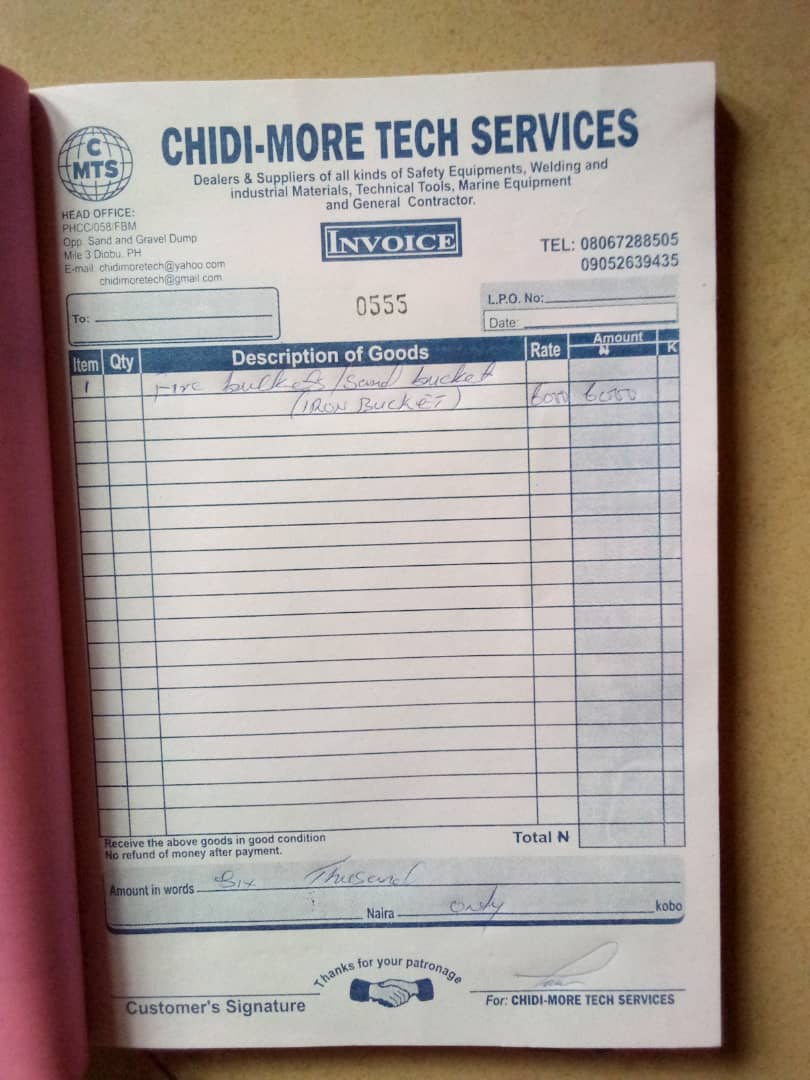 C
MTS
CHIDI-MORE TECH SERVICES
Dealers & Suppliers of all kinds of Safety Equipments, Welding and
industrial Materials, Technical Tools, Marine Equipment
and General Contractor.
HEAD OFFICE:
PHCC/058/FBM
Opp. Sand and Gravel Dump
Mile 3 Diobu, PH
E-mail: chidimoretech@yahoo.com
chidimoretech@gmail.com
INVOICE
TEL: 08067288505
09052639435
To:
0555
L.P.O. No:
Date:
Item Qty Description of Goods Rate Amount ₦ K
1 Fire buckets/Sand bucket
(IRON BUCKET) 6000 6000
Receive the above goods in good condition
No refund of money after payment.
Total ₦
Amount in words Six Thusand
Naira only kobo
Thanks for your patronage
Customer's Signature
For: CHIDI-MORE TECH SERVICES